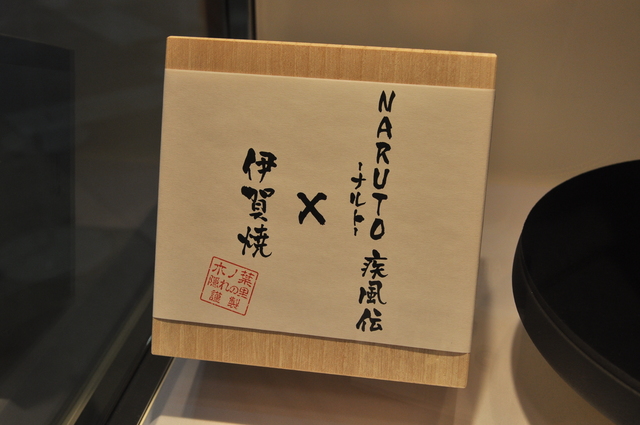 NARUTO 疾風伝
-ナルト-
×
伊賀焼
木ノ葉
隠れの里
謹製